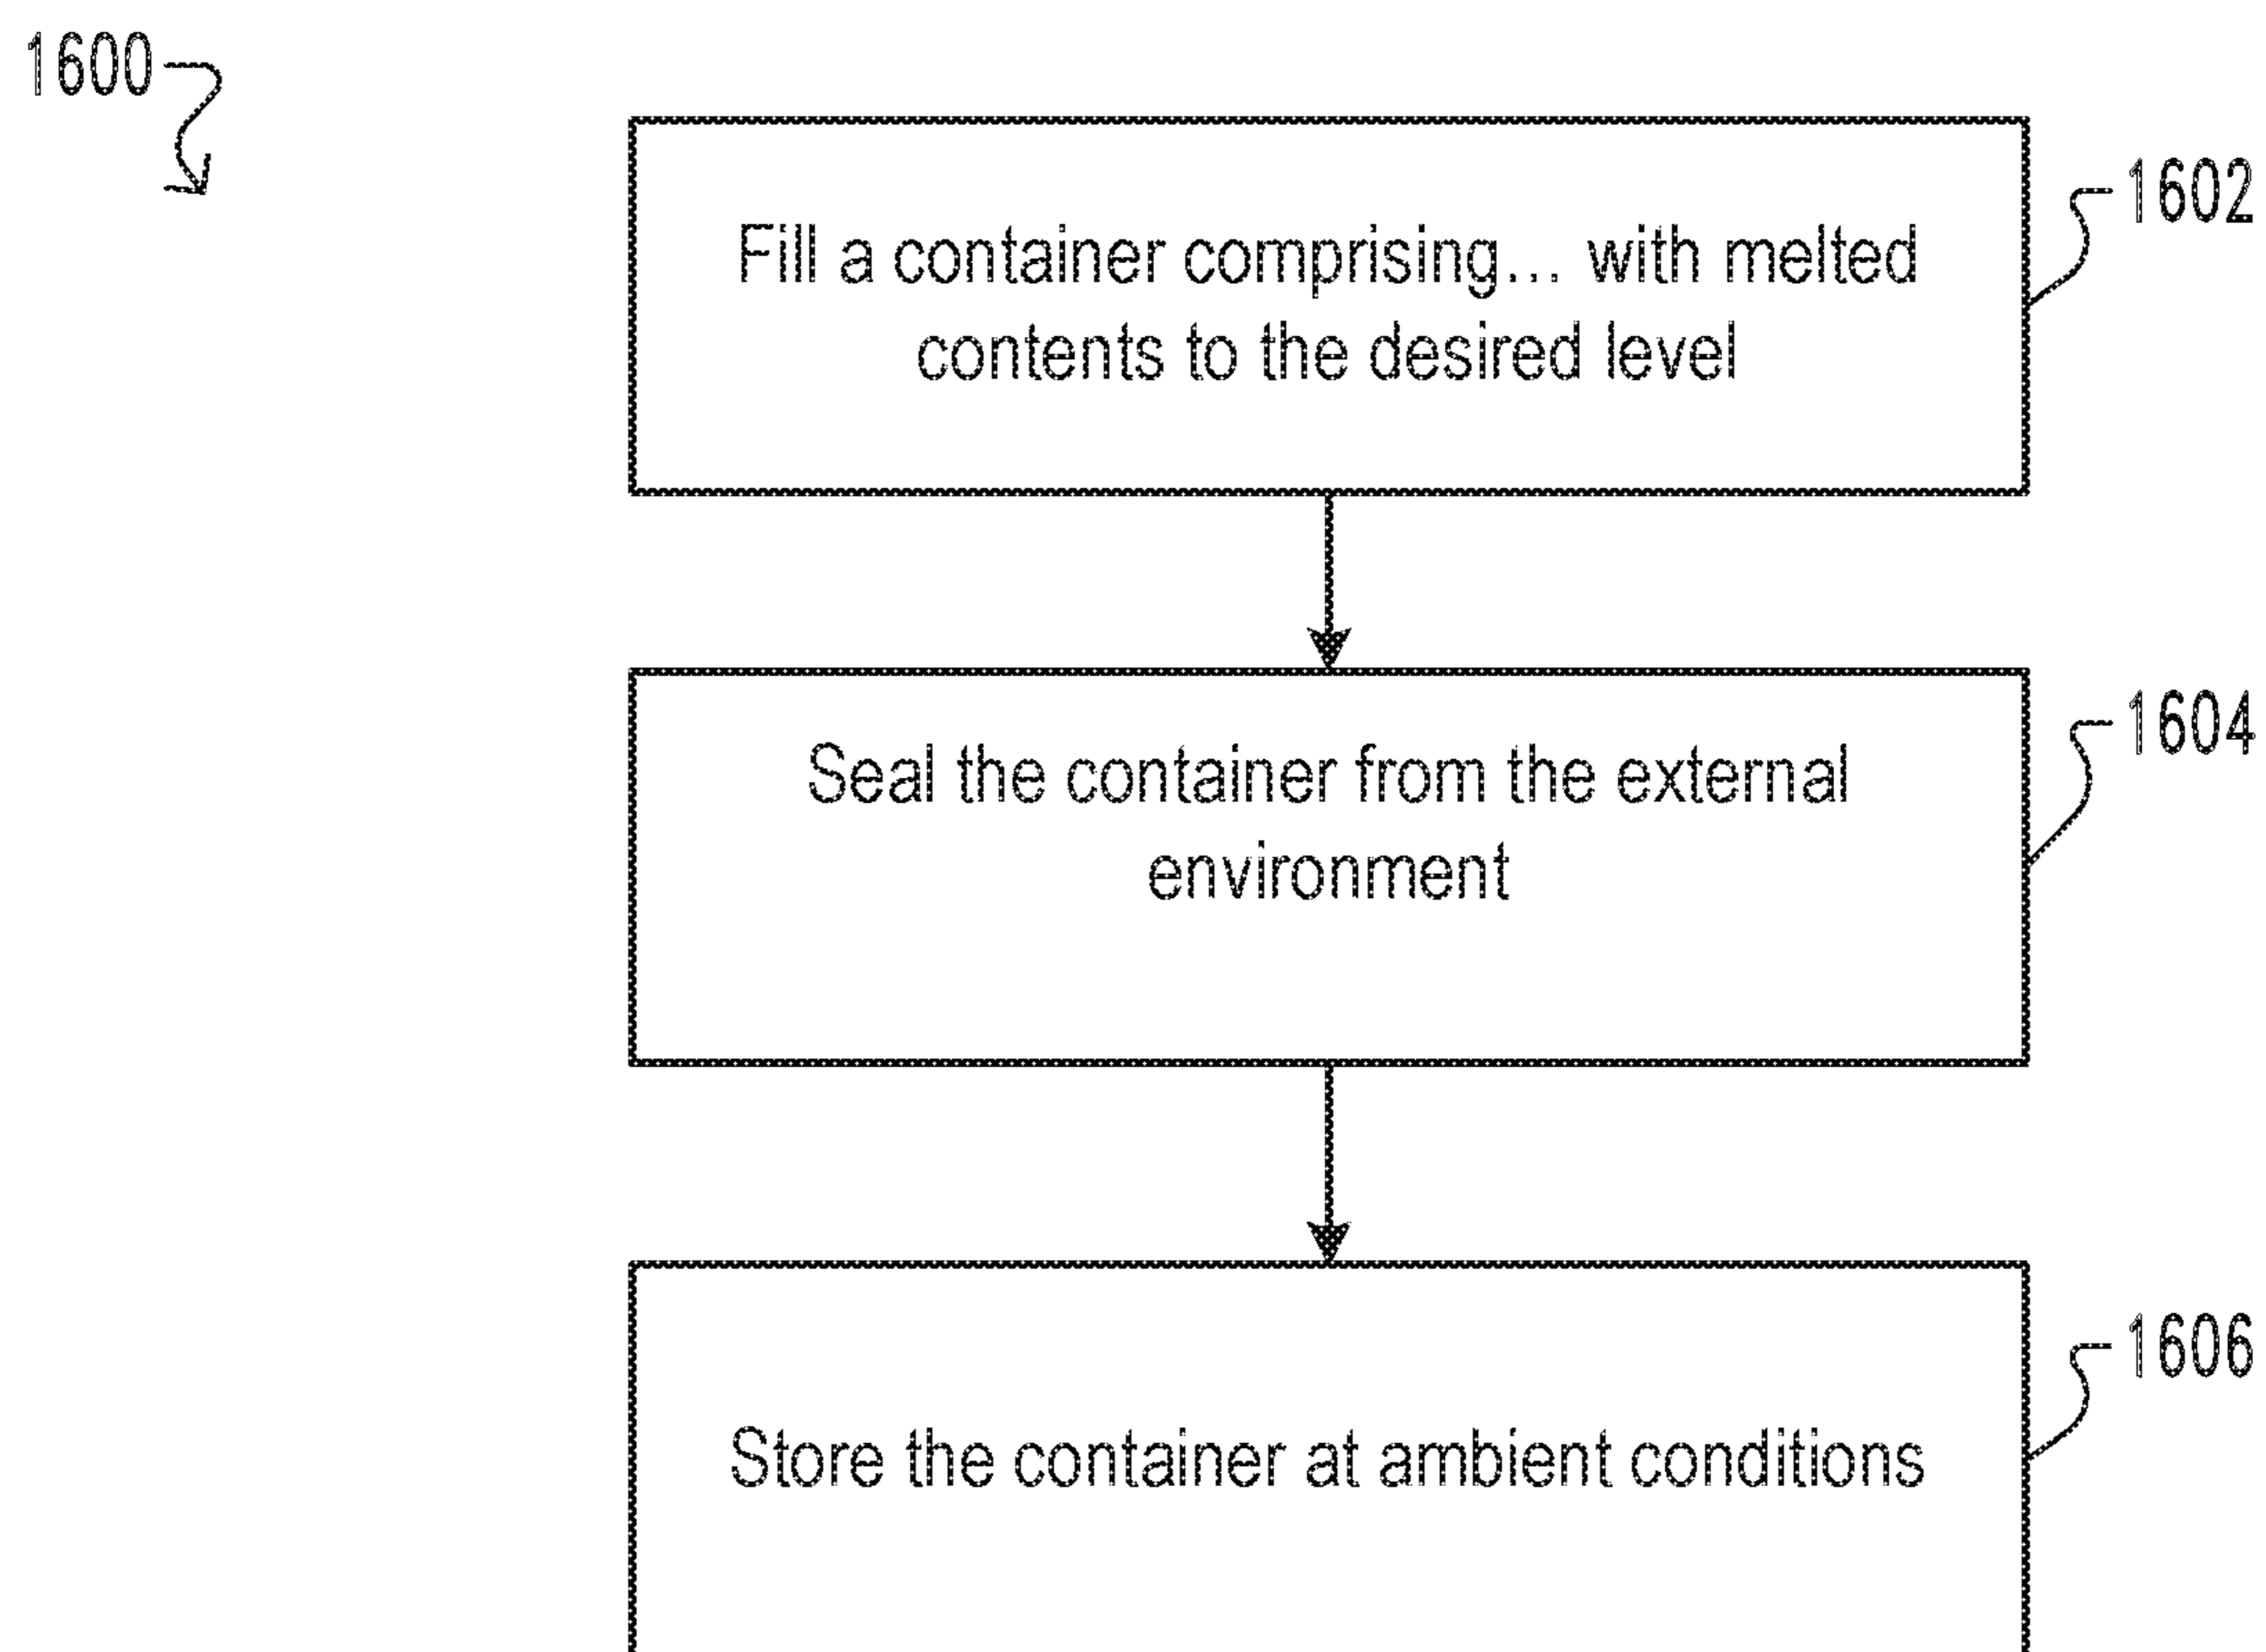 1600
1602
Fill a container comprising... with melted
contents to the desired level
1604
Seal the container from the external
environment
1606
Store the container at ambient conditions